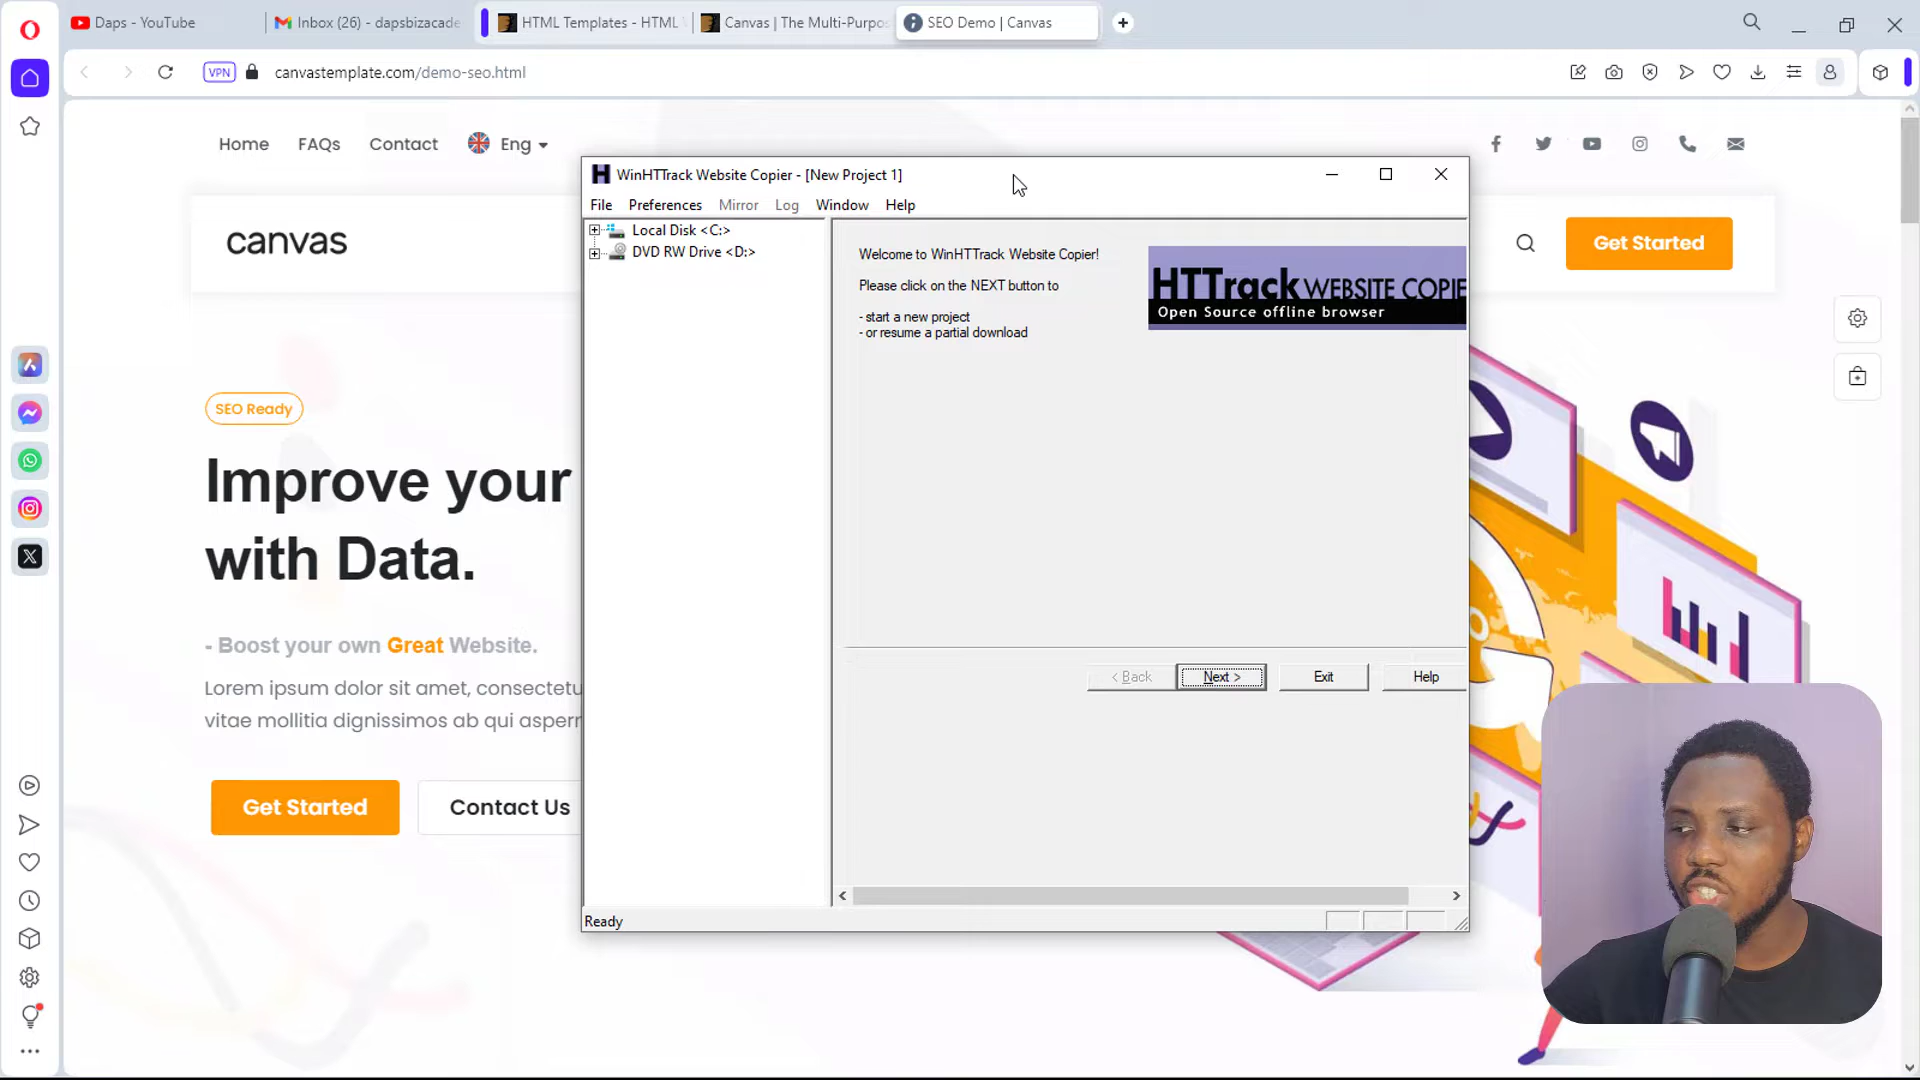 Daps - YouTube
Inbox (26) - dapsbizacade
HTML Templates - HTML
Canvas | The Multi-Purpos
SEO Demo | Canvas
VPN
canvastemplate.com/demo-seo.html
Home
FAQs
Contact
Eng
canvas
Get Started
WinHTTrack Website Copier - [New Project 1]
File
Preferences
Mirror
Log
Window
Help
Local Disk <C:>
DVD RW Drive <D:>
Welcome to WinHTTrack Website Copier!
Please click on the NEXT button to
- start a new project
- or resume a partial download
HTTrack WEBSITE COPIE
Open Source offline browser
SEO Ready
Improve your
with Data.
- Boost your own Great Website.
Lorem ipsum dolor sit amet, consectetu
vitae mollitia dignissimos ab qui asperr
< Back
Next >
Exit
Help
Get Started
Contact Us
Ready